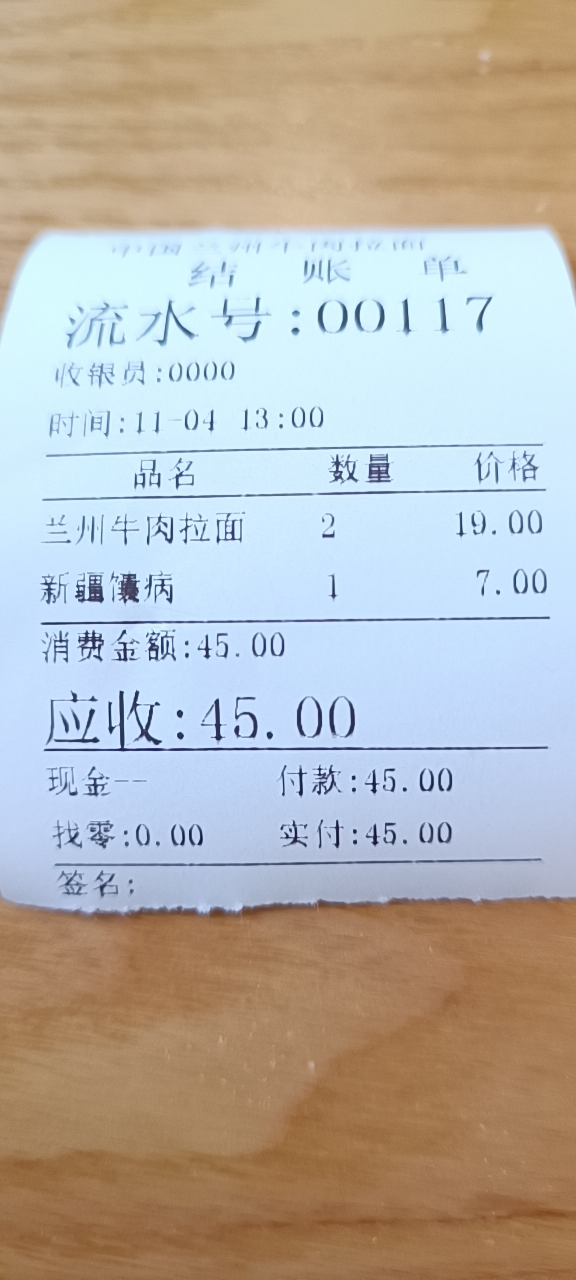 中国兰州牛肉拉面
结 账 单
流水号:00117
收银员:0000
时间:11-04 13:00
品名 数量 价格
兰州牛肉拉面 2 19.00
新疆馕病 1 7.00
消费金额:45.00
应收:45.00
现金-- 付款:45.00
找零:0.00 实付:45.00
签名: